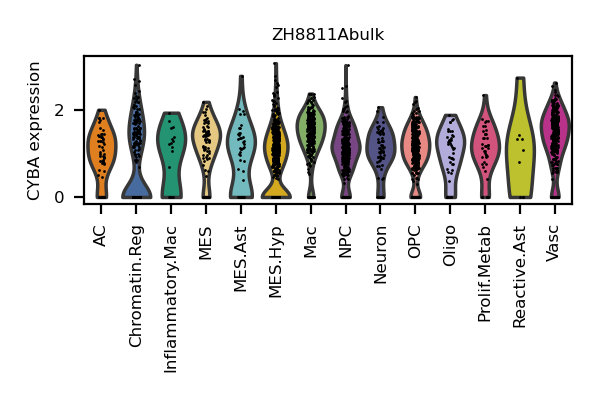 ZH8811Abulk
CYBA expression
2
0
AC
Chromatin.Reg
Inflammatory.Mac
MES
MES.Ast
MES.Hyp
Mac
NPC
Neuron
OPC
Oligo
Prolif.Metab
Reactive.Ast
Vasc